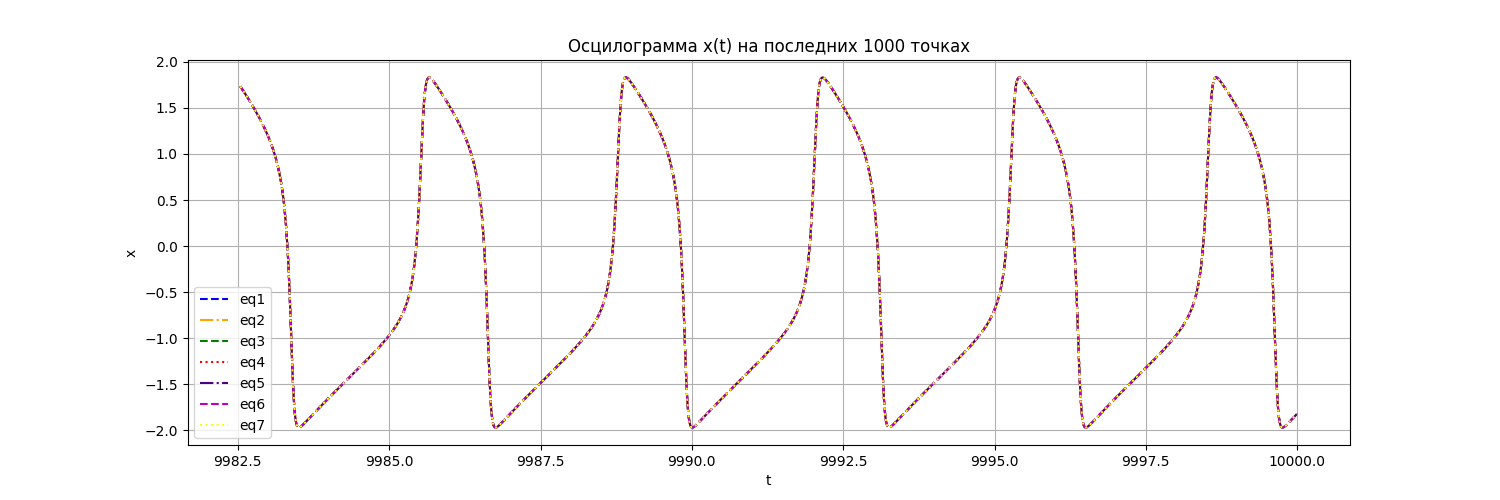 Осцилограмма x(t) на последних 1000 точках
2.0
1.5
1.0
0.5
0.0
−0.5
−1.0
−1.5
−2.0
x
eq1
eq2
eq3
eq4
eq5
eq6
eq7
9982.5 9985.0 9987.5 9990.0 9992.5 9995.0 9997.5 10000.0
t